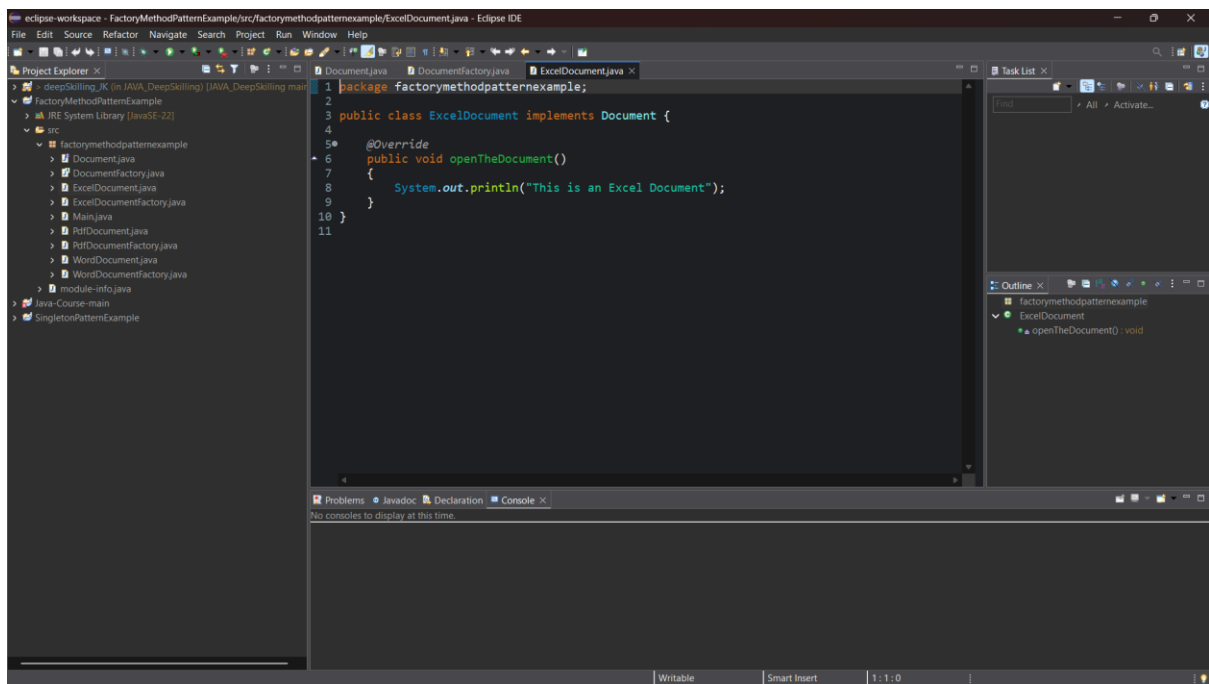 eclipse-workspace - FactoryMethodPatternExample/src/factorymethodpatternexample/ExcelDocument.java - Eclipse IDE
File Edit Source Refactor Navigate Search Project Run Window Help
Project Explorer
> deepSkilling_JK (in JAVA_DeepSkilling) [JAVA_DeepSkilling main
FactoryMethodPatternExample
JRE System Library [JavaSE-22]
src
factorymethodpatternexample
Document.java
DocumentFactory.java
ExcelDocument.java
ExcelDocumentFactory.java
Main.java
PdfDocument.java
PdfDocumentFactory.java
WordDocument.java
WordDocumentFactory.java
module-info.java
Java-Course-main
SingletonPatternExample
Document.java DocumentFactory.java ExcelDocument.java
1 package factorymethodpatternexample;
2
3 public class ExcelDocument implements Document {
4
5 @Override
6 public void openTheDocument()
7 {
8 System.out.println("This is an Excel Document");
9 }
10 }
11
Task List
Find All Activate...
Outline
factorymethodpatternexample
ExcelDocument
openTheDocument() : void
Problems Javadoc Declaration Console
No consoles to display at this time.
Writable Smart Insert 1 : 1 : 0